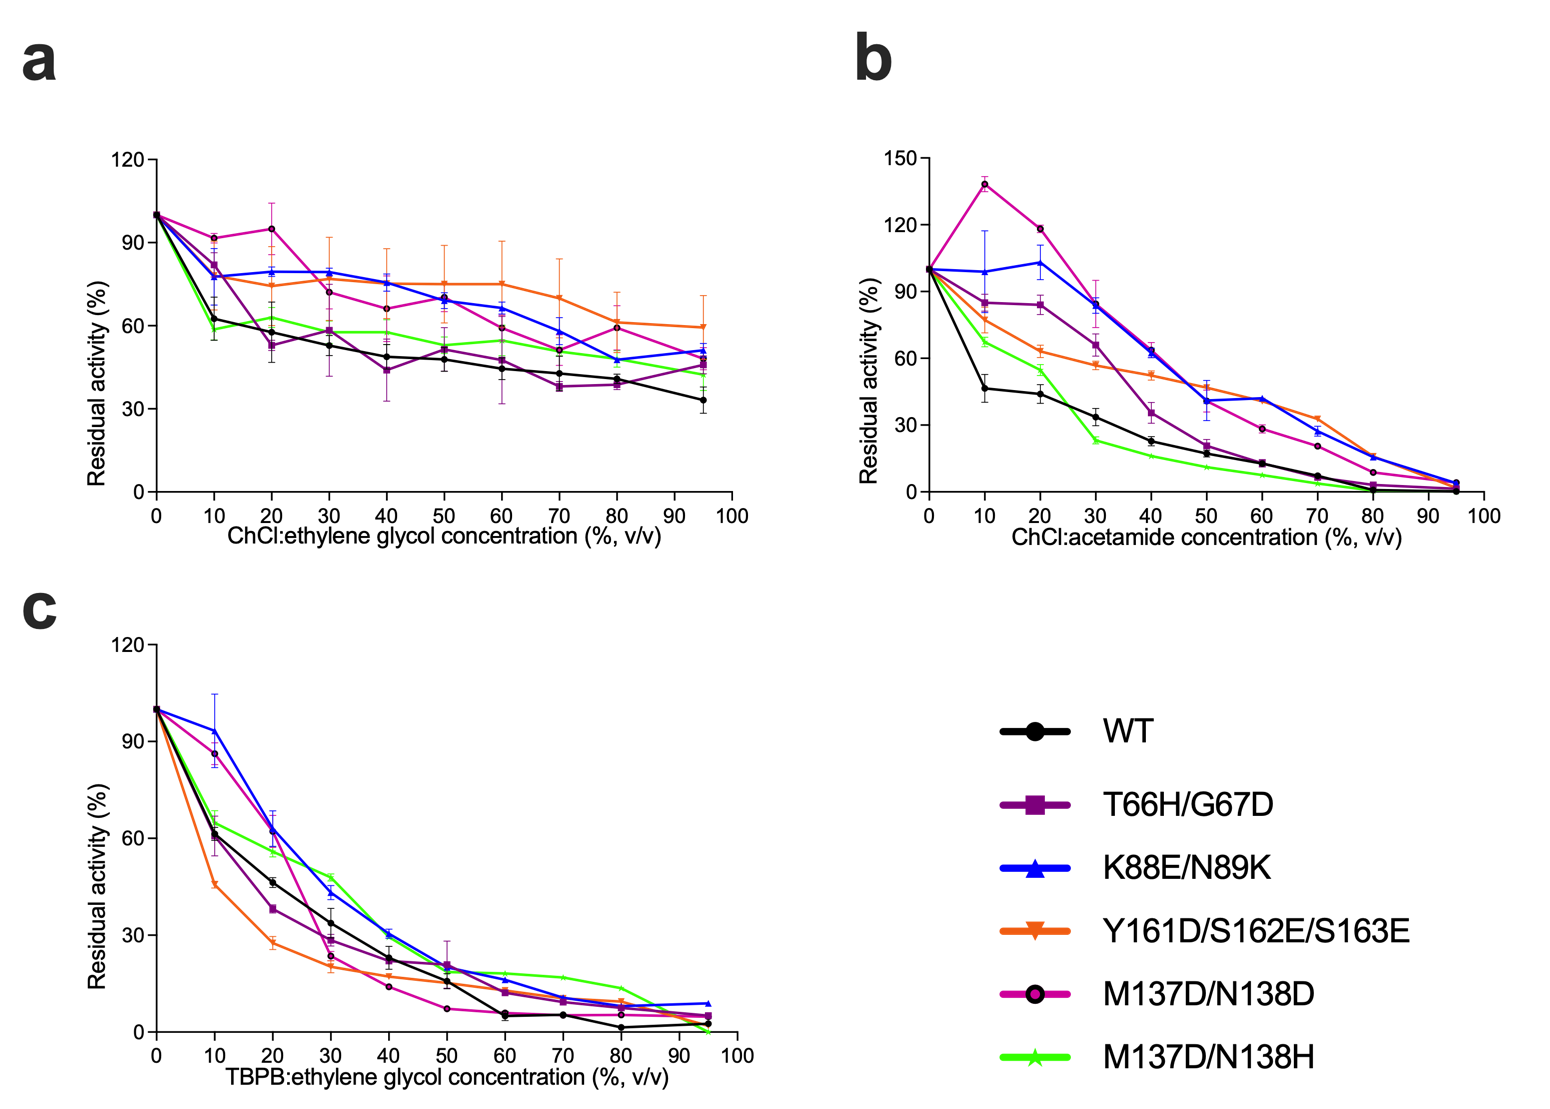 a
120
90
60
30
0
Residual activity (%)
0 10 20 30 40 50 60 70 80 90 100
ChCl:ethylene glycol concentration (%, v/v)
b
150
120
90
60
30
0
Residual activity (%)
0 10 20 30 40 50 60 70 80 90 100
ChCl:acetamide concentration (%, v/v)
c
120
90
60
30
0
Residual activity (%)
0 10 20 30 40 50 60 70 80 90 100
TBPB:ethylene glycol concentration (%, v/v)
WT
T66H/G67D
K88E/N89K
Y161D/S162E/S163E
M137D/N138D
M137D/N138H